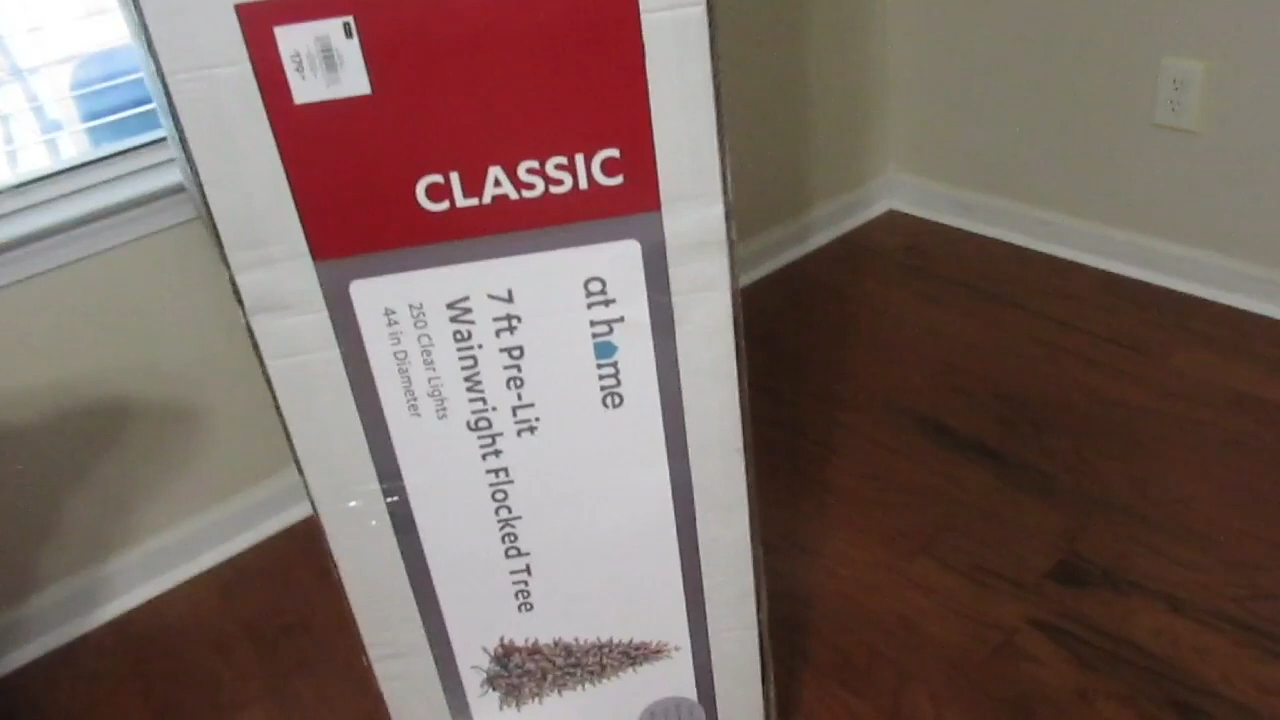 CLASSIC
at home
7 ft Pre-Lit
Wainwright Flocked Tree
250 Clear Lights
44 in Diameter